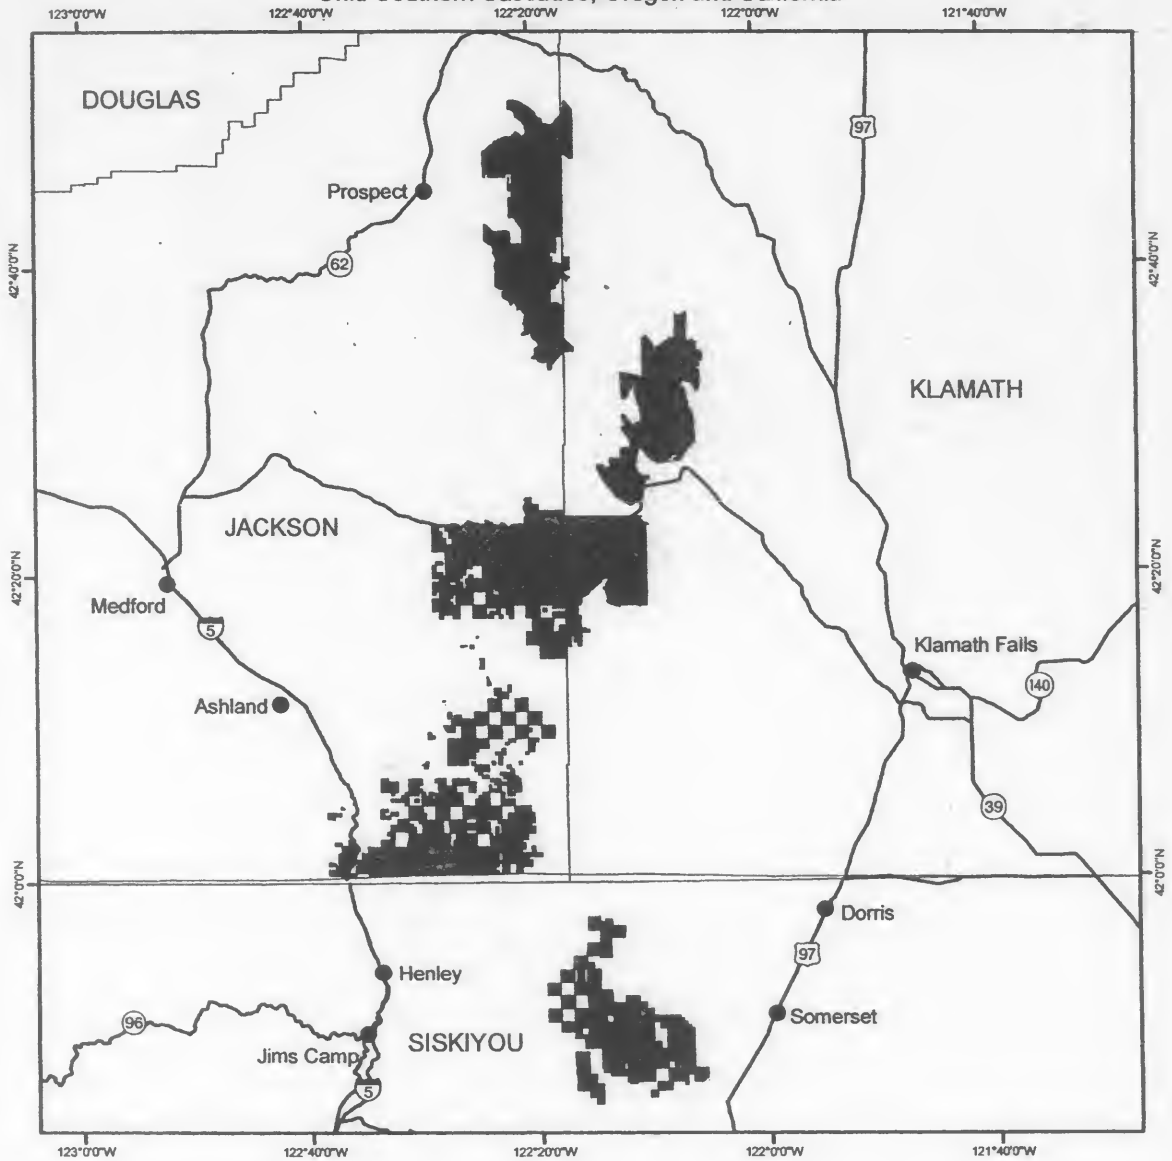 123°0'0"W 122°40'0"W 122°20'0"W 122°0'0"W 121°40'0"W
DOUGLAS
97
Prospect
42°40'0"N
62
42°40'0"N
KLAMATH
JACKSON
42°20'0"N
42°20'0"N
Medford
5
Klamath Falls
140
Ashland
39
42°0'0"N
42°0'0"N
Dorris
97
Henley
Somerset
96
SISKIYOU
Jims Camp
5
123°0'0"W 122°40'0"W 122°20'0"W 122°0'0"W 121°40'0"W